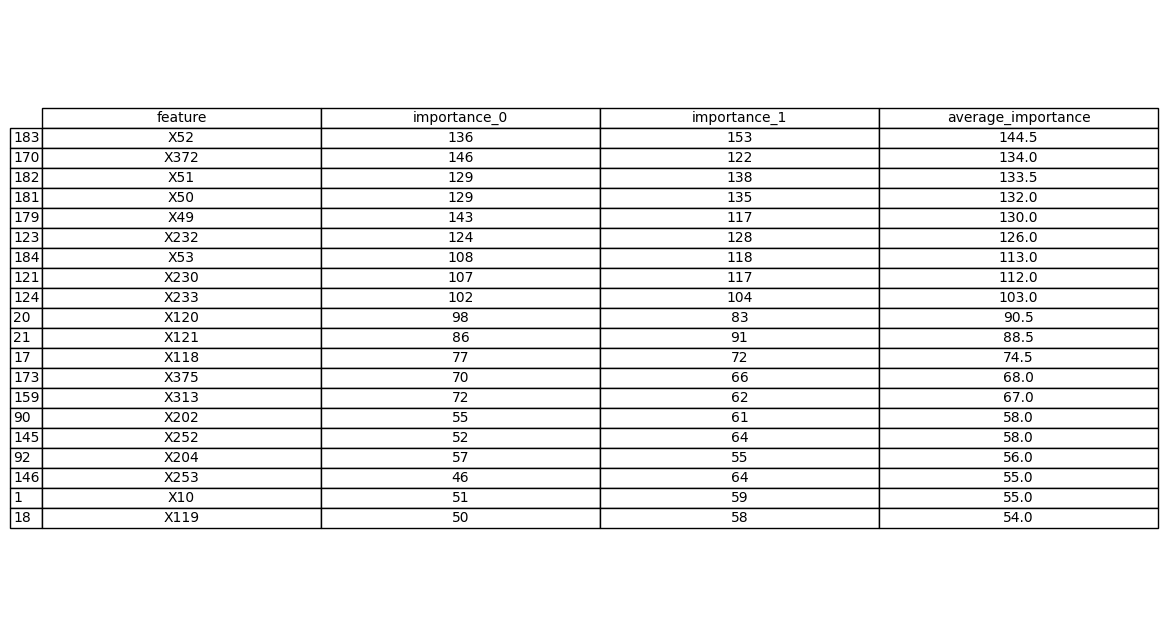 feature importance_0 importance_1 average_importance
183 X52 136 153 144.5
170 X372 146 122 134.0
182 X51 129 138 133.5
181 X50 129 135 132.0
179 X49 143 117 130.0
123 X232 124 128 126.0
184 X53 108 118 113.0
121 X230 107 117 112.0
124 X233 102 104 103.0
20 X120 98 83 90.5
21 X121 86 91 88.5
17 X118 77 72 74.5
173 X375 70 66 68.0
159 X313 72 62 67.0
90 X202 55 61 58.0
145 X252 52 64 58.0
92 X204 57 55 56.0
146 X253 46 64 55.0
1 X10 51 59 55.0
18 X119 50 58 54.0